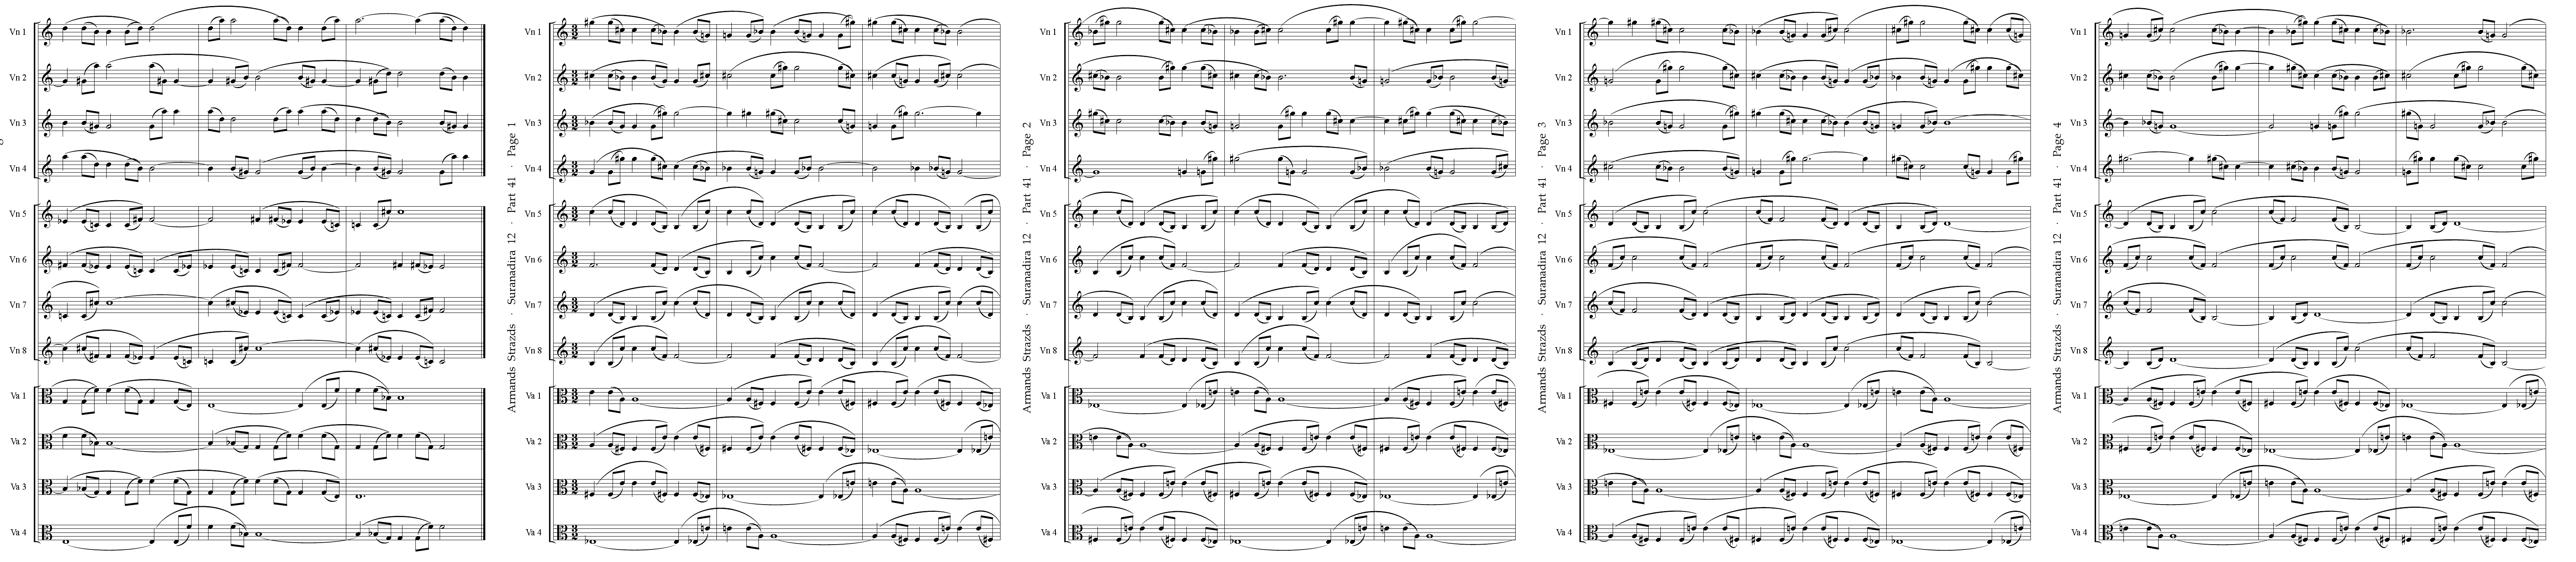 Vn 1
Vn 2
Vn 3
Vn 4
Vn 5
Vn 6
Vn 7
Vn 8
Va 1
Va 2
Va 3
Va 4
Armands Strazds · Suranadira 12 · Part 41 · Page 1
Vn 1
Vn 2
Vn 3
Vn 4
Vn 5
Vn 6
Vn 7
Vn 8
Va 1
Va 2
Va 3
Va 4
Armands Strazds · Suranadira 12 · Part 41 · Page 2
Vn 1
Vn 2
Vn 3
Vn 4
Vn 5
Vn 6
Vn 7
Vn 8
Va 1
Va 2
Va 3
Va 4
Armands Strazds · Suranadira 12 · Part 41 · Page 3
Vn 1
Vn 2
Vn 3
Vn 4
Vn 5
Vn 6
Vn 7
Vn 8
Va 1
Va 2
Va 3
Va 4
Armands Strazds · Suranadira 12 · Part 41 · Page 4
Vn 1
Vn 2
Vn 3
Vn 4
Vn 5
Vn 6
Vn 7
Vn 8
Va 1
Va 2
Va 3
Va 4